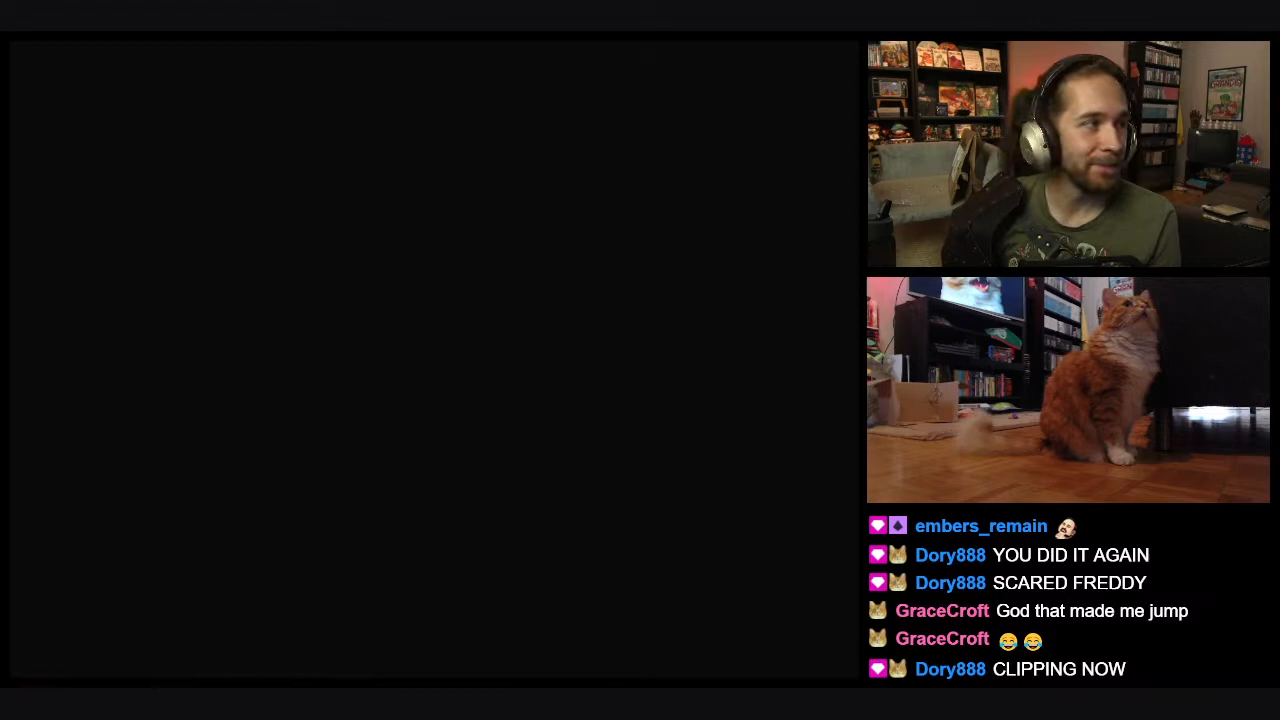 embers_remain
Dory888 YOU DID IT AGAIN
Dory888 SCARED FREDDY
GraceCroft God that made me jump
GraceCroft 😂 😂
Dory888 CLIPPING NOW